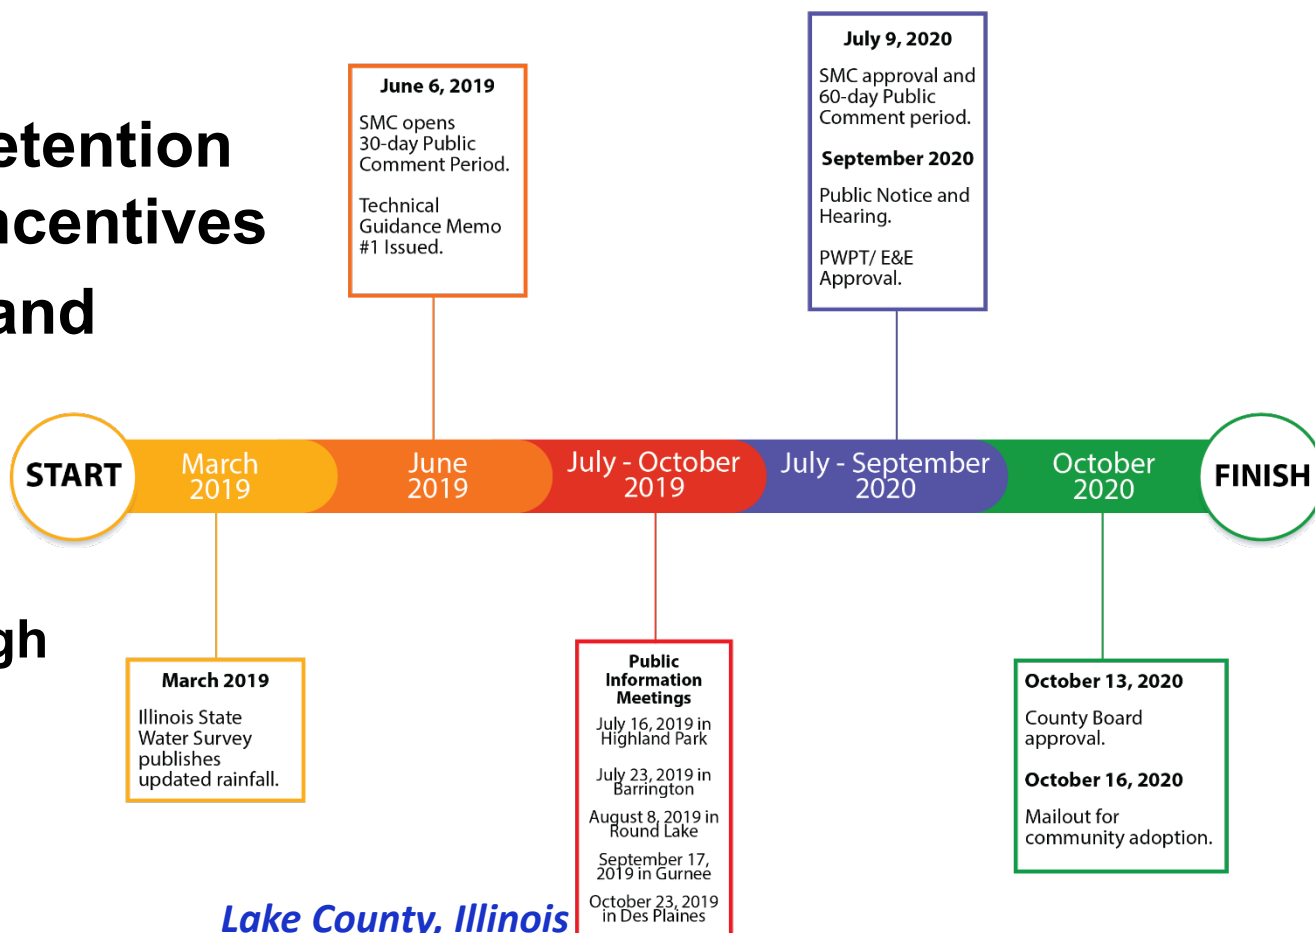 etention
ncentives
and
gh
June 6, 2019
SMC opens
30-day Public
Comment Period.
Technical
Guidance Memo
#1 Issued.
July 9, 2020
SMC approval and
60-day Public
Comment period.
September 2020
Public Notice and
Hearing.
PWPT/ E&E
Approval.
START
March
2019
June
2019
July - October
2019
July - September
2020
October
2020
FINISH
March 2019
Illinois State
Water Survey
publishes
updated rainfall.
Public
Information
Meetings
July 16, 2019 in
Highland Park
July 23, 2019 in
Barrington
August 8, 2019 in
Round Lake
September 17,
2019 in Gurnee
October 23, 2019
in Des Plaines
October 13, 2020
County Board
approval.
October 16, 2020
Mailout for
community adoption.
Lake County, Illinois